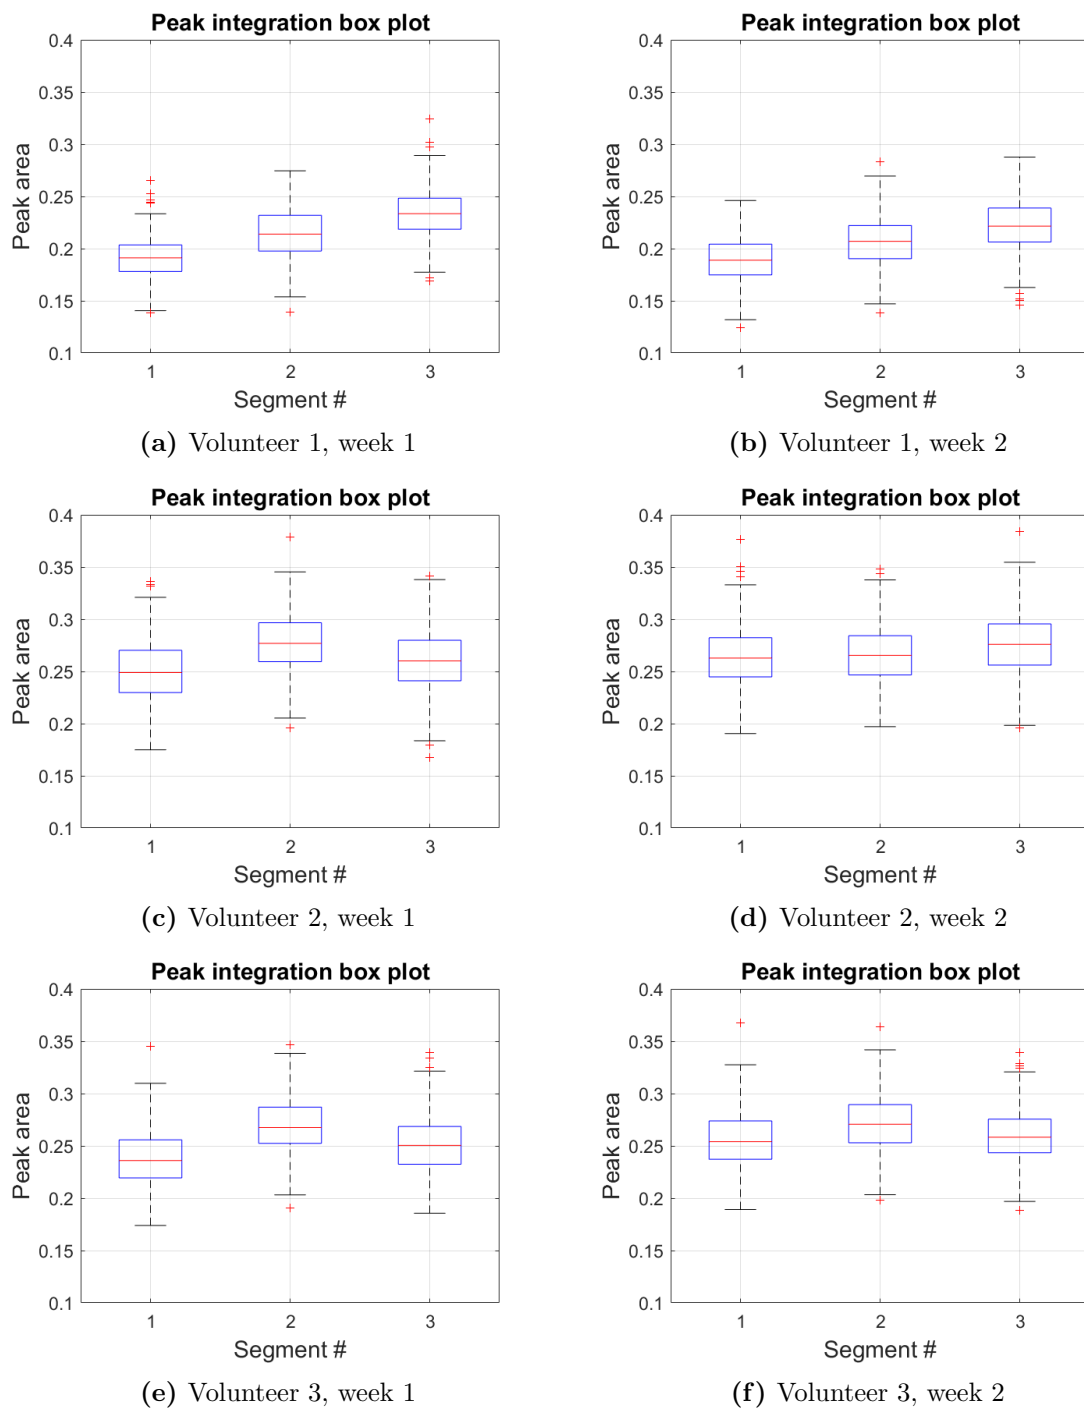 Peak integration box plot
0.4
0.35
0.3
0.25
0.2
0.15
0.1
Peak area
1 2 3
Segment #
(a) Volunteer 1, week 1
Peak integration box plot
0.4
0.35
0.3
0.25
0.2
0.15
0.1
Peak area
1 2 3
Segment #
(b) Volunteer 1, week 2
Peak integration box plot
0.4
0.35
0.3
0.25
0.2
0.15
0.1
Peak area
1 2 3
Segment #
(c) Volunteer 2, week 1
Peak integration box plot
0.4
0.35
0.3
0.25
0.2
0.15
0.1
Peak area
1 2 3
Segment #
(d) Volunteer 2, week 2
Peak integration box plot
0.4
0.35
0.3
0.25
0.2
0.15
0.1
Peak area
1 2 3
Segment #
(e) Volunteer 3, week 1
Peak integration box plot
0.4
0.35
0.3
0.25
0.2
0.15
0.1
Peak area
1 2 3
Segment #
(f) Volunteer 3, week 2